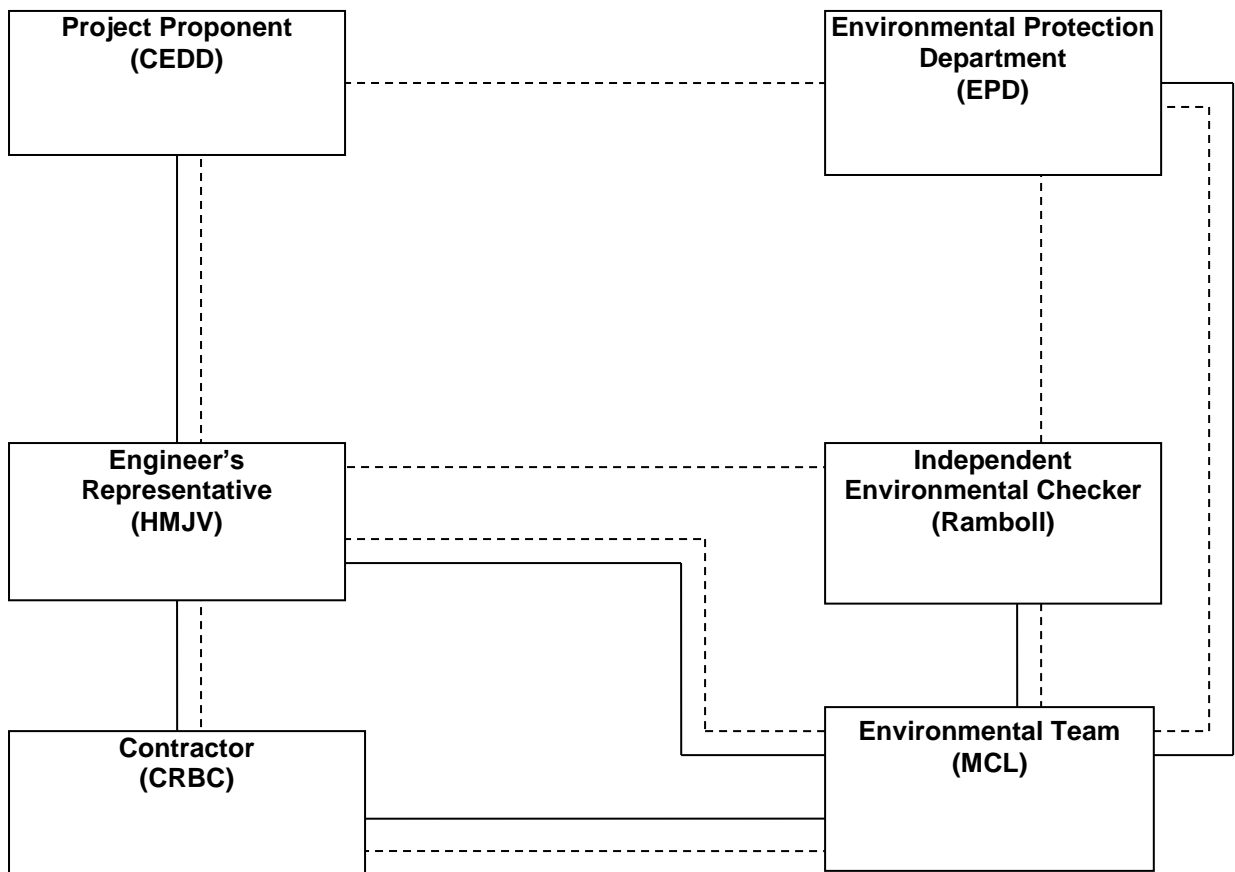 Project Proponent
(CEDD)
Environmental Protection
Department
(EPD)
Engineer’s
Representative
(HMJV)
Independent
Environmental Checker
(Ramboll)
Contractor
(CRBC)
Environmental Team
(MCL)